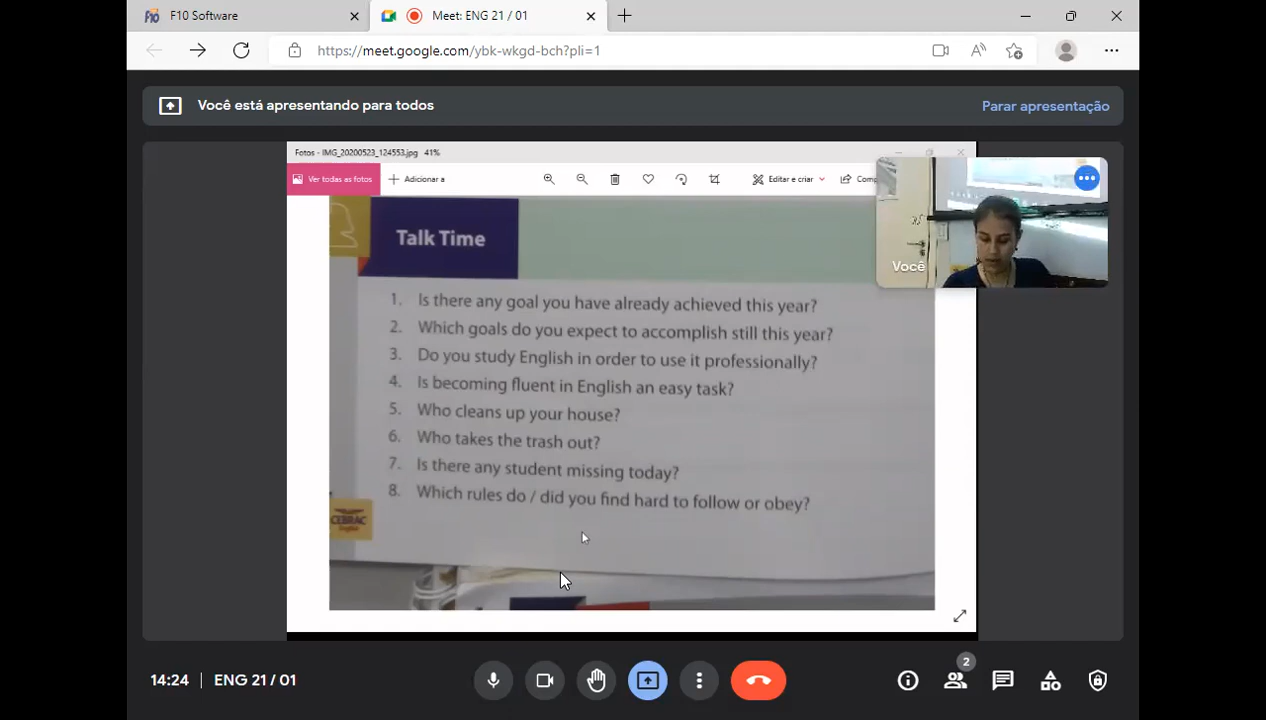 F10 Software
Meet: ENG 21 / 01
https://meet.google.com/ybk-wkgd-bch?pli=1
Você está apresentando para todos
Parar apresentação
Fotos - IMG_20200523_124553.jpg 41%
Ver todas as fotos
Adicionar a
Editar e criar
Comp
Talk Time
Você
1. Is there any goal you have already achieved this year?
2. Which goals do you expect to accomplish still this year?
3. Do you study English in order to use it professionally?
4. Is becoming fluent in English an easy task?
5. Who cleans up your house?
6. Who takes the trash out?
7. Is there any student missing today?
8. Which rules do / did you find hard to follow or obey?
CEBRAC
English
14:24
ENG 21 / 01
2